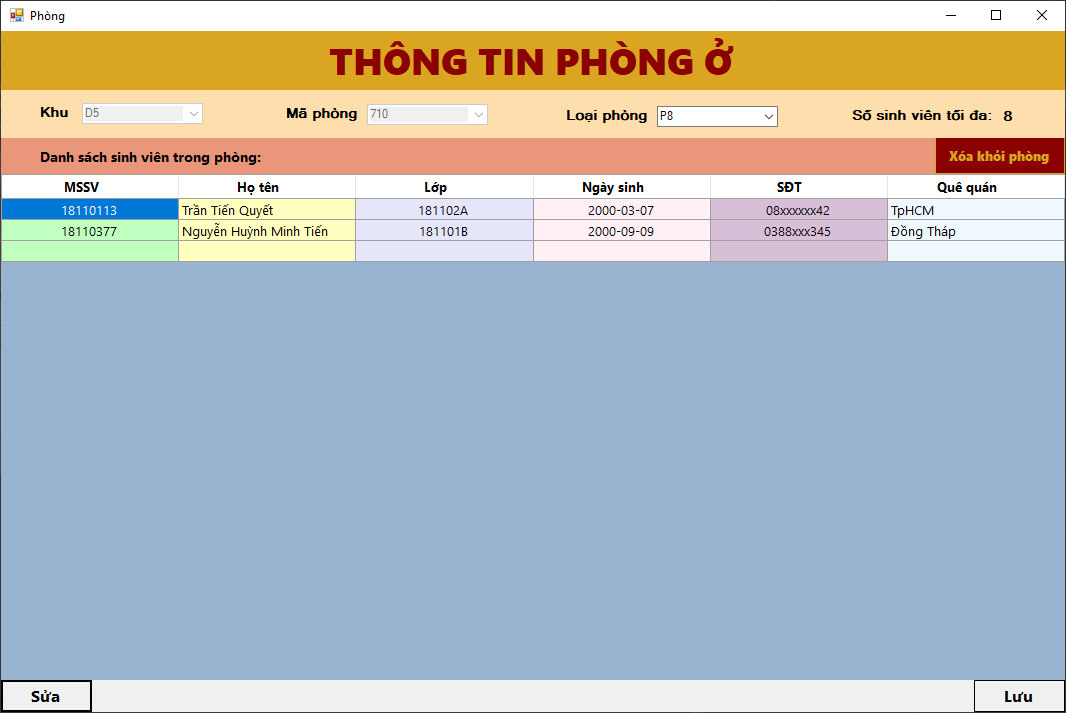 Phòng
THÔNG TIN PHÒNG Ở
Khu D5 Mã phòng 710 Loại phòng P8 Số sinh viên tối đa: 8
Danh sách sinh viên trong phòng: Xóa khỏi phòng
MSSV Họ tên Lớp Ngày sinh SĐT Quê quán
18110113 Trần Tiến Quyết 181102A 2000-03-07 08xxxxxx42 TpHCM
18110377 Nguyễn Huỳnh Minh Tiến 181101B 2000-09-09 0388xxx345 Đồng Tháp
Sửa Lưu